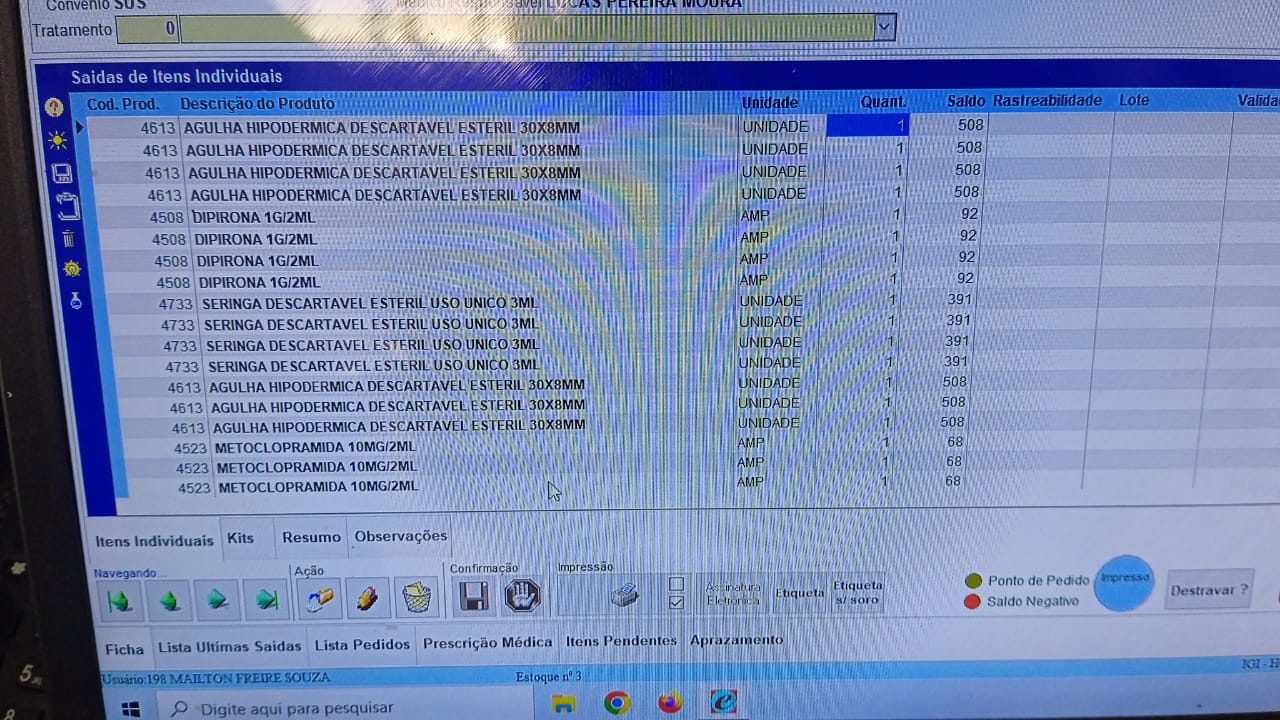 Convênio SUS Médico Responsável LUCAS PEREIRA MOURA
Tratamento 0
Saidas de Itens Individuais
Cod. Prod. Descrição do Produto Unidade Quant. Saldo Rastreabilidade Lote Valida
4613 AGULHA HIPODERMICA DESCARTAVEL ESTERIL 30X8MM UNIDADE 1 508
4613 AGULHA HIPODERMICA DESCARTAVEL ESTERIL 30X8MM UNIDADE 1 508
4613 AGULHA HIPODERMICA DESCARTAVEL ESTERIL 30X8MM UNIDADE 1 508
4613 AGULHA HIPODERMICA DESCARTAVEL ESTERIL 30X8MM UNIDADE 1 508
4508 DIPIRONA 1G/2ML AMP 1 92
4508 DIPIRONA 1G/2ML AMP 1 92
4508 DIPIRONA 1G/2ML AMP 1 92
4508 DIPIRONA 1G/2ML AMP 1 92
4733 SERINGA DESCARTAVEL ESTERIL USO UNICO 3ML UNIDADE 1 391
4733 SERINGA DESCARTAVEL ESTERIL USO UNICO 3ML UNIDADE 1 391
4733 SERINGA DESCARTAVEL ESTERIL USO UNICO 3ML UNIDADE 1 391
4733 SERINGA DESCARTAVEL ESTERIL USO UNICO 3ML UNIDADE 1 391
4613 AGULHA HIPODERMICA DESCARTAVEL ESTERIL 30X8MM UNIDADE 1 508
4613 AGULHA HIPODERMICA DESCARTAVEL ESTERIL 30X8MM UNIDADE 1 508
4613 AGULHA HIPODERMICA DESCARTAVEL ESTERIL 30X8MM UNIDADE 1 508
4523 METOCLOPRAMIDA 10MG/2ML AMP 1 68
4523 METOCLOPRAMIDA 10MG/2ML AMP 1 68
4523 METOCLOPRAMIDA 10MG/2ML AMP 1 68
Itens Individuais Kits Resumo Observações
Navegando... Ação Confirmação Impressão
Assinatura Eletrônica Etiqueta Etiqueta s/ soro
Ponto de Pedido Impresso Destravar ?
Saldo Negativo
Ficha Lista Ultimas Saidas Lista Pedidos Prescrição Médica Itens Pendentes Aprazamento
Usuário:198 MAILTON FREIRE SOUZA Estoque nº 3
Digite aqui para pesquisar
5